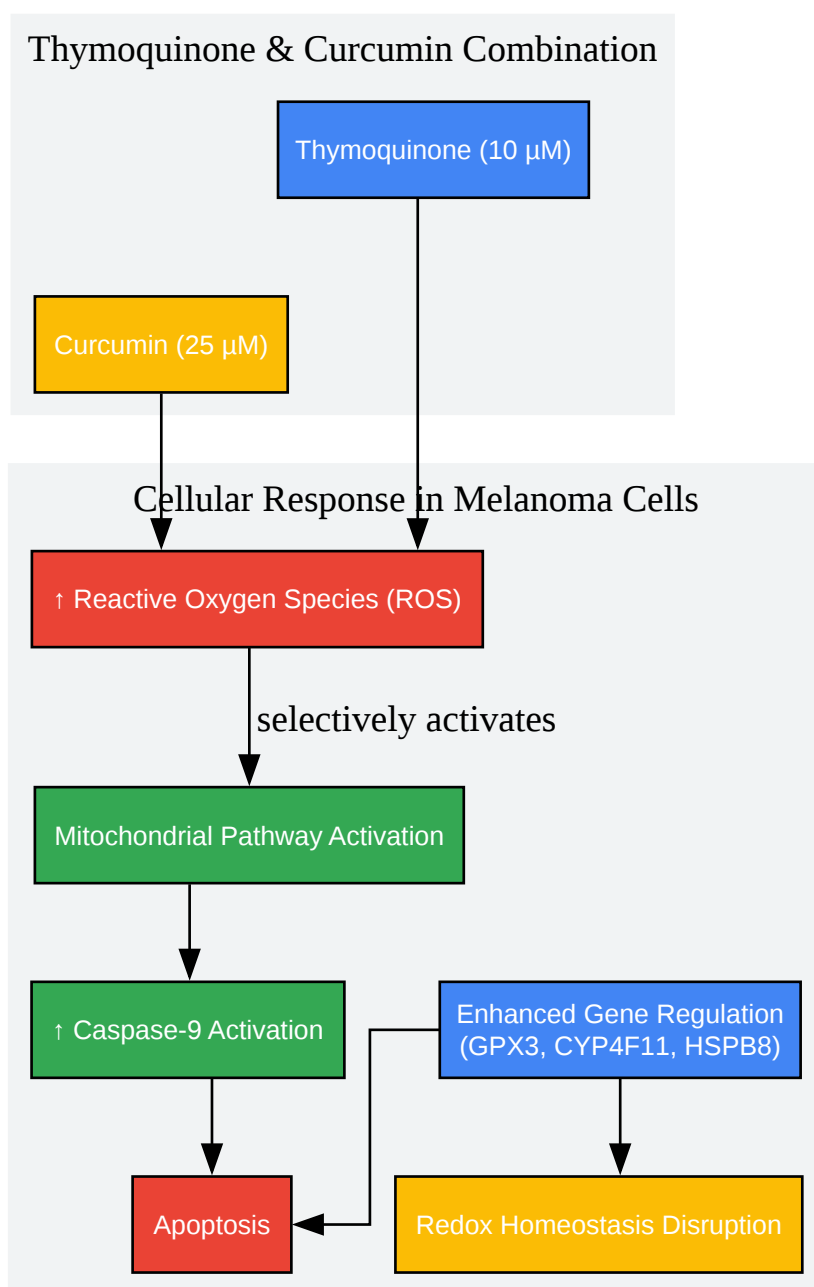 Thymoquinone & Curcumin Combination
Thymoquinone (10 µM)
Curcumin (25 µM)
Cellular Response in Melanoma Cells
↑ Reactive Oxygen Species (ROS)
selectively activates
Mitochondrial Pathway Activation
↑ Caspase-9 Activation
Enhanced Gene Regulation
(GPX3, CYP4F11, HSPB8)
Apoptosis
Redox Homeostasis Disruption